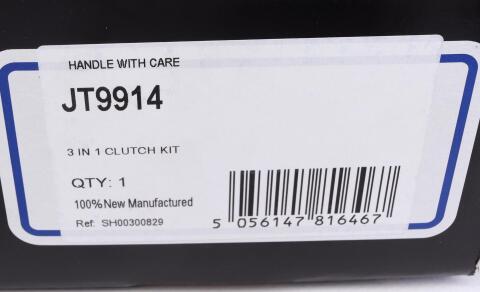 HANDLE WITH CARE
JT9914
3 IN 1 CLUTCH KIT
QTY: 1
100% New Manufactured
Ref: SH00300829
5 056147 816467